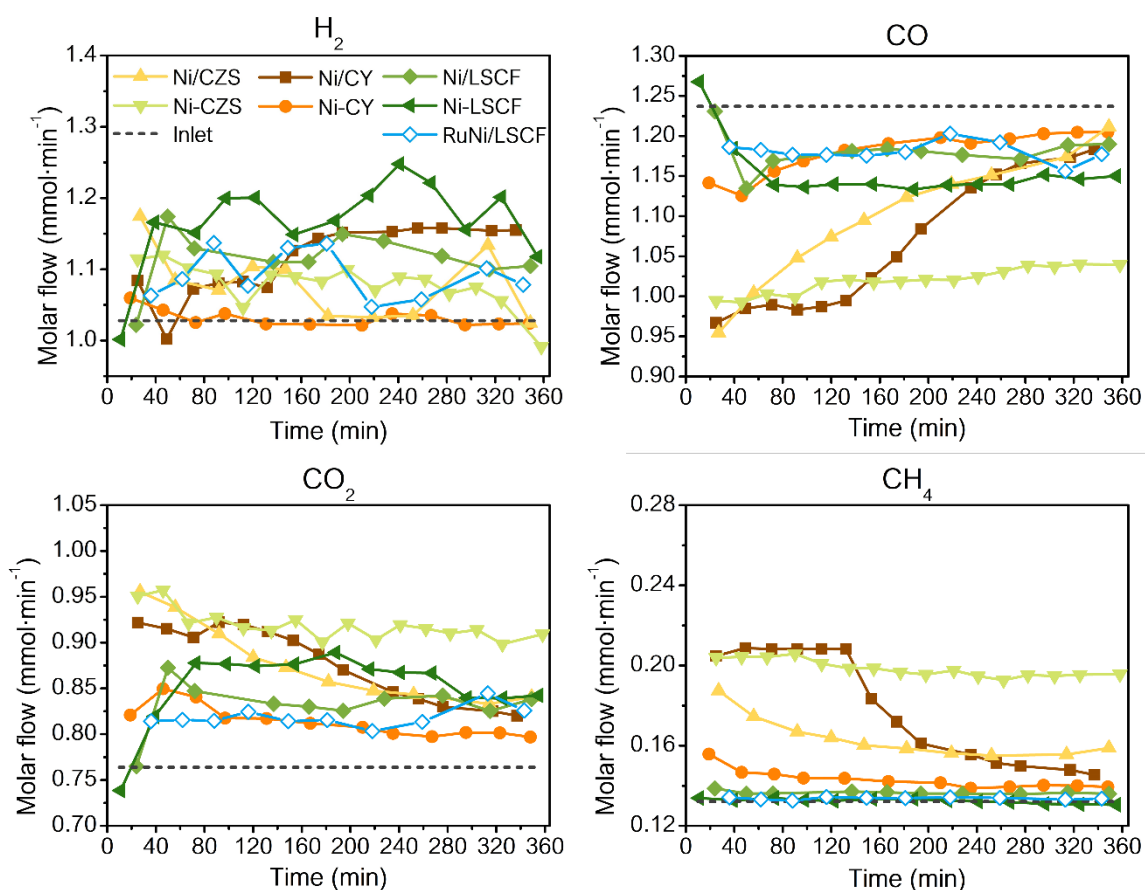 H2
1.4
1.3
1.2
1.1
1.0
Molar flow (mmol·min-1)
Ni/CZS
Ni/CY
Ni/LSCF
Ni-CZS
Ni-CY
Ni-LSCF
Inlet
RuNi/LSCF
0 40 80 120 160 200 240 280 320 360
Time (min)
CO
1.30
1.25
1.20
1.15
1.10
1.05
1.00
0.95
0.90
Molar flow (mmol·min-1)
0 40 80 120 160 200 240 280 320 360
Time (min)
CO2
1.05
1.00
0.95
0.90
0.85
0.80
0.75
0.70
Molar flow (mmol·min-1)
0 40 80 120 160 200 240 280 320 360
Time (min)
CH4
0.28
0.24
0.20
0.16
0.12
Molar flow (mmol·min-1)
0 40 80 120 160 200 240 280 320 360
Time (min)